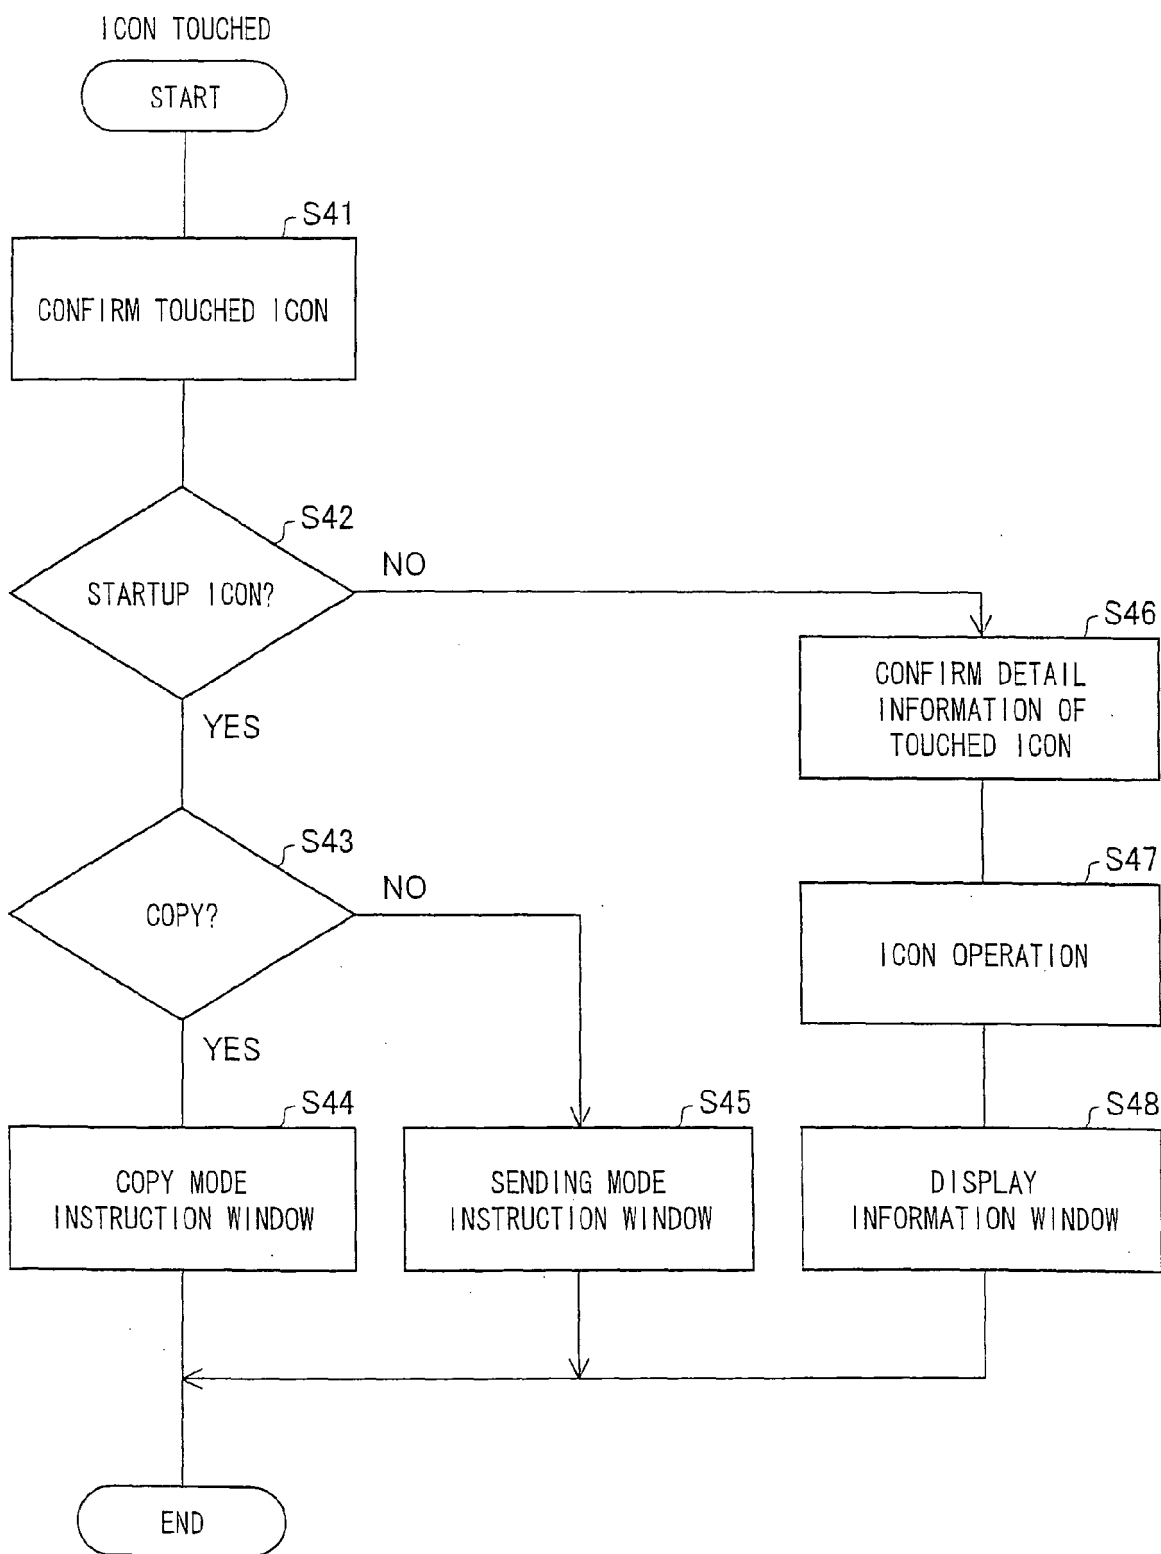 ICON TOUCHED
START
S41
CONFIRM TOUCHED ICON
S42
STARTUP ICON?
NO
YES
S46
CONFIRM DETAIL
INFORMATION OF
TOUCHED ICON
S43
COPY?
NO
YES
S47
ICON OPERATION
S44
COPY MODE
INSTRUCTION WINDOW
S45
SENDING MODE
INSTRUCTION WINDOW
S48
DISPLAY
INFORMATION WINDOW
END